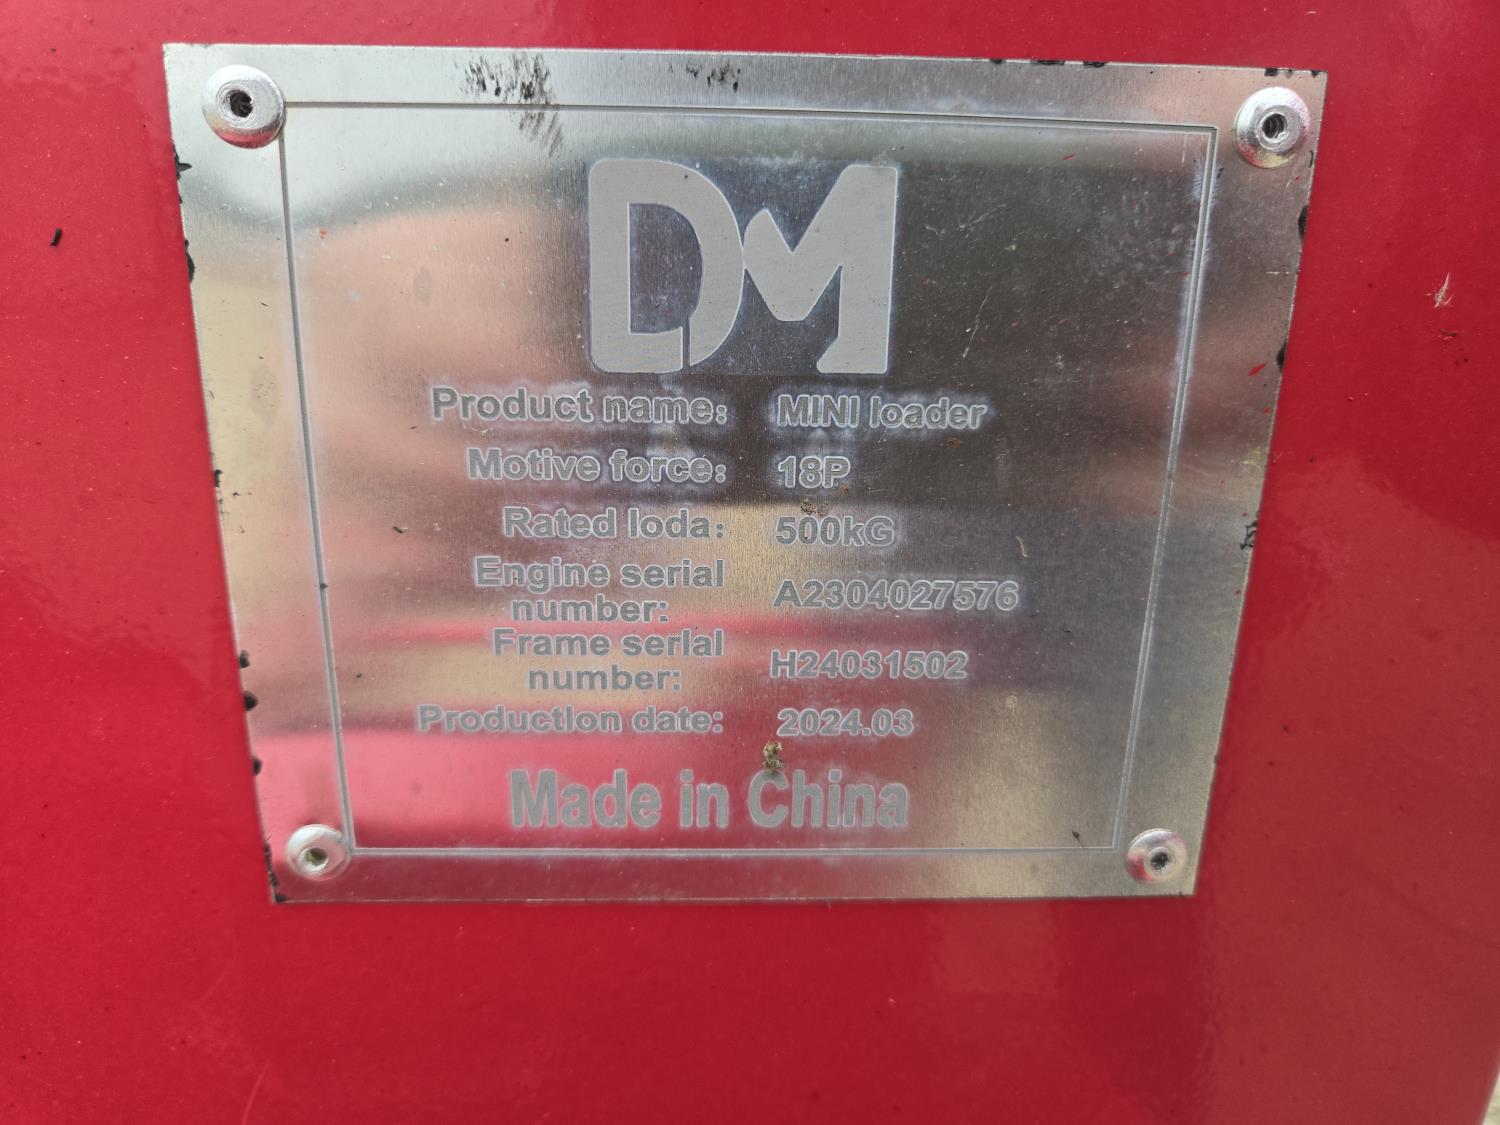 DM
Product name: MINI loader
Motive force: 18P
Rated loda: 500kG
Engine serial
number: A2304027576
Frame serial
number: H24031502
Production date: 2024.03
Made in China